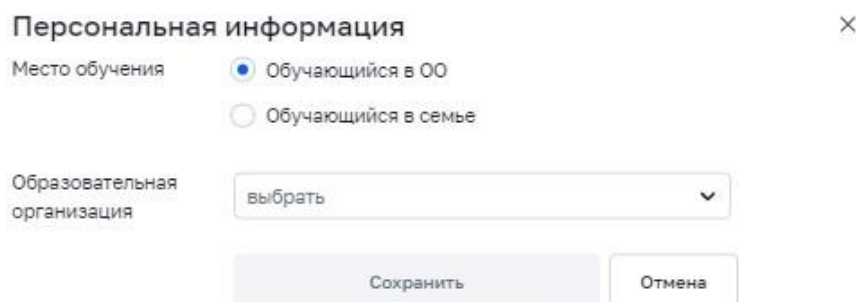 Персональная информация
Место обучения
Обучающийся в ОО
Обучающийся в семье
Образовательная
организация
выбрать
Сохранить
Отмена